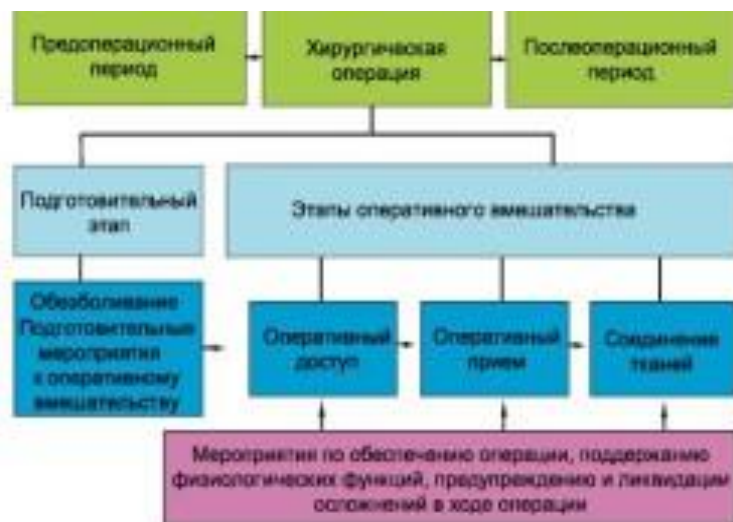 Предоперационный
период
Хирургическая
операция
Послеоперационный
период
Подготовительный
этап
Этапы оперативного вмешательства
Обезболивание
Подготовительные
мероприятия
к оперативному
вмешательству
Оперативный
доступ
Оперативный
прием
Соединение
тканей
Мероприятия по обеспечению операции, поддержанию
физиологических функций, предупреждению и ликвидации
осложнений в ходе операции